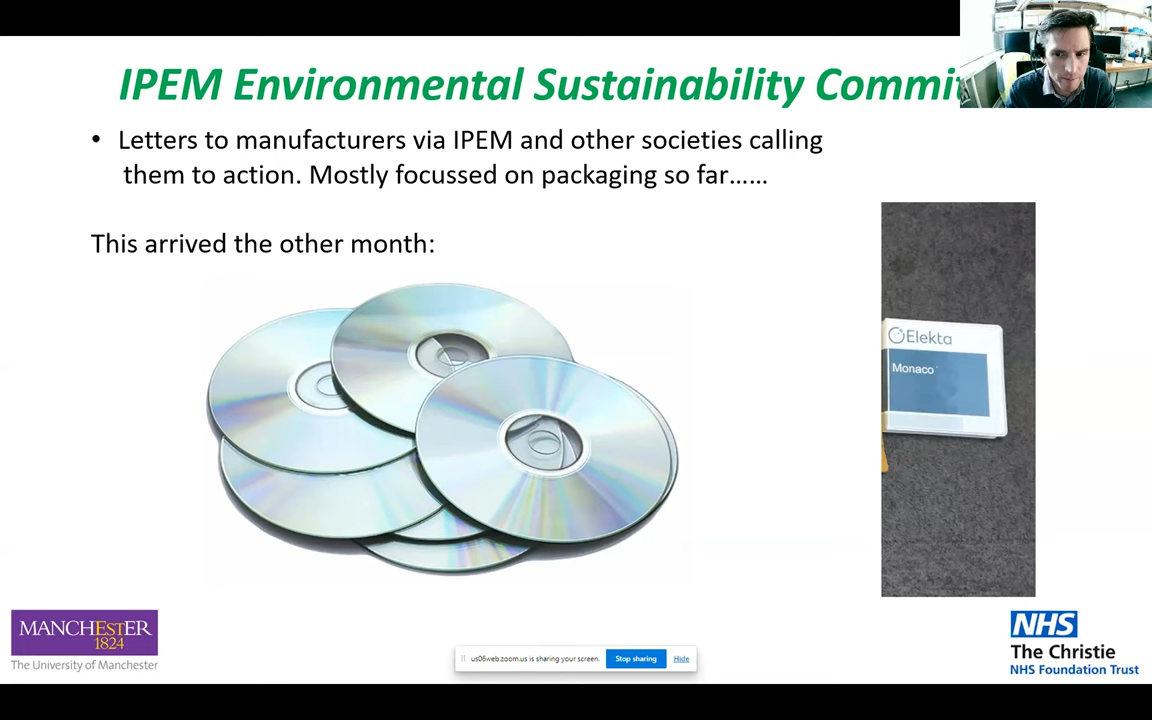 IPEM Environmental Sustainability Commit
• Letters to manufacturers via IPEM and other societies calling
them to action. Mostly focussed on packaging so far……
This arrived the other month:
Elekta
Monaco
MANCHESTER
1824
The University of Manchester
us06web.zoom.us is sharing your screen.
Stop sharing
Hide
NHS
The Christie
NHS Foundation Trust